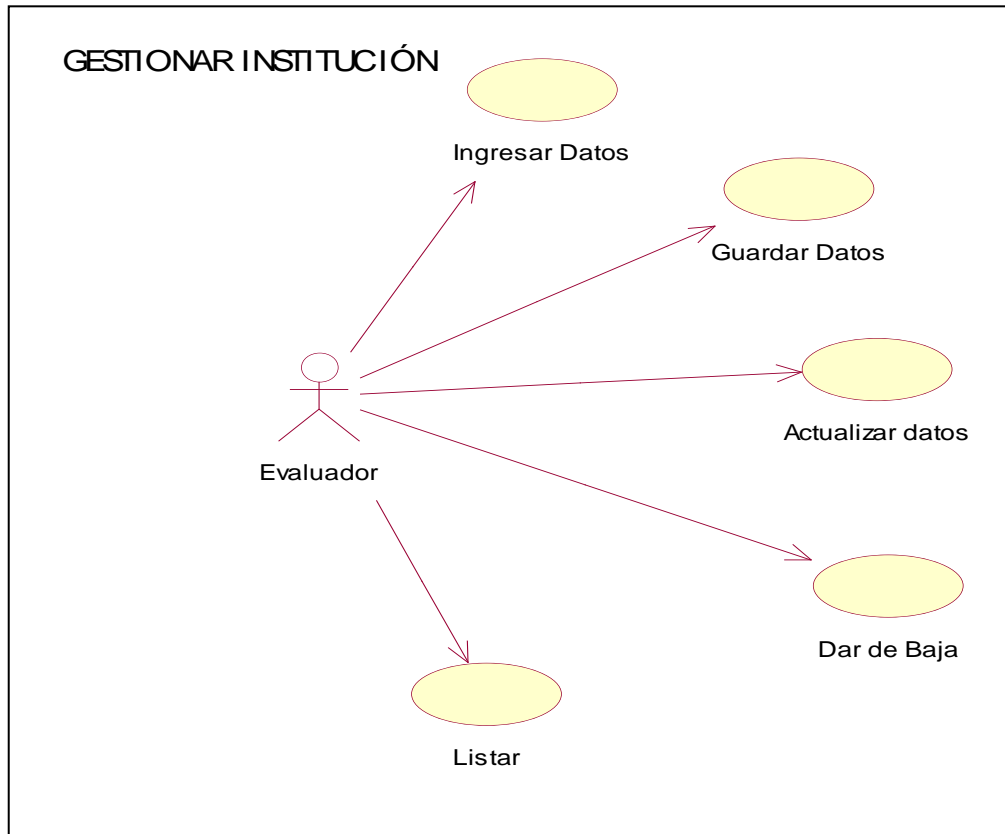 GESTIONAR INSTITUCIÓN
Ingresar Datos
Guardar Datos
Actualizar datos
Evaluador
Dar de Baja
Listar